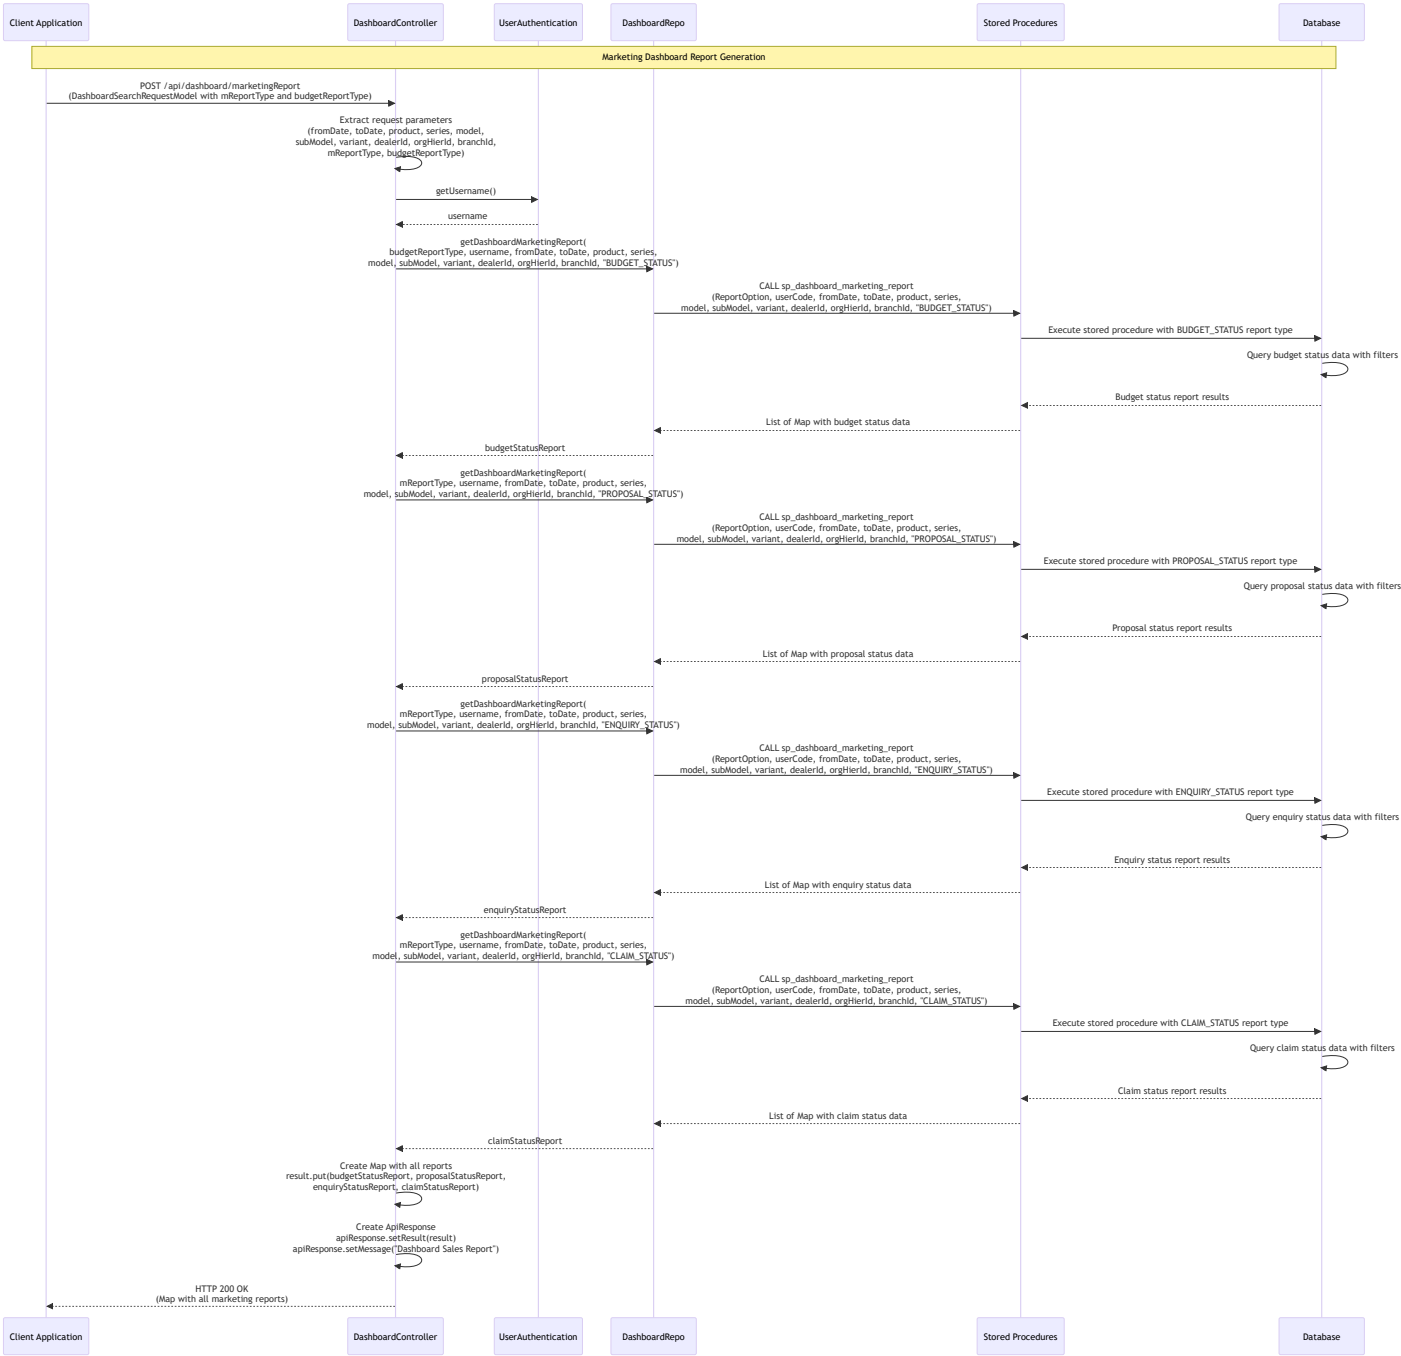 Client Application
DashboardController
UserAuthentication
DashboardRepo
Stored Procedures
Database
Marketing Dashboard Report Generation
POST /api/dashboard/marketingReport
(DashboardSearchRequestModel with mReportType and budgetReportType)
Extract request parameters
(fromDate, toDate, product, series, model,
subModel, variant, dealerId, orgHierId, branchId,
mReportType, budgetReportType)
getUsername()
username
getDashboardMarketingReport(
budgetReportType, username, fromDate, toDate, product, series,
model, subModel, variant, dealerId, orgHierId, branchId, "BUDGET_STATUS")
CALL sp_dashboard_marketing_report
(ReportOption, userCode, fromDate, toDate, product, series,
model, subModel, variant, dealerId, orgHierId, branchId, "BUDGET_STATUS")
Execute stored procedure with BUDGET_STATUS report type
Query budget status data with filters
Budget status report results
List of Map with budget status data
budgetStatusReport
getDashboardMarketingReport(
mReportType, username, fromDate, toDate, product, series,
model, subModel, variant, dealerId, orgHierId, branchId, "PROPOSAL_STATUS")
CALL sp_dashboard_marketing_report
(ReportOption, userCode, fromDate, toDate, product, series,
model, subModel, variant, dealerId, orgHierId, branchId, "PROPOSAL_STATUS")
Execute stored procedure with PROPOSAL_STATUS report type
Query proposal status data with filters
Proposal status report results
List of Map with proposal status data
proposalStatusReport
getDashboardMarketingReport(
mReportType, username, fromDate, toDate, product, series,
model, subModel, variant, dealerId, orgHierId, branchId, "ENQUIRY_STATUS")
CALL sp_dashboard_marketing_report
(ReportOption, userCode, fromDate, toDate, product, series,
model, subModel, variant, dealerId, orgHierId, branchId, "ENQUIRY_STATUS")
Execute stored procedure with ENQUIRY_STATUS report type
Query enquiry status data with filters
Enquiry status report results
List of Map with enquiry status data
enquiryStatusReport
getDashboardMarketingReport(
mReportType, username, fromDate, toDate, product, series,
model, subModel, variant, dealerId, orgHierId, branchId, "CLAIM_STATUS")
CALL sp_dashboard_marketing_report
(ReportOption, userCode, fromDate, toDate, product, series,
model, subModel, variant, dealerId, orgHierId, branchId, "CLAIM_STATUS")
Execute stored procedure with CLAIM_STATUS report type
Query claim status data with filters
Claim status report results
List of Map with claim status data
claimStatusReport
Create Map with all reports
result.put(budgetStatusReport, proposalStatusReport,
enquiryStatusReport, claimStatusReport)
Create ApiResponse
apiResponse.setResult(result)
apiResponse.setMessage("Dashboard Sales Report")
HTTP 200 OK
(Map with all marketing reports)
Client Application
DashboardController
UserAuthentication
DashboardRepo
Stored Procedures
Database